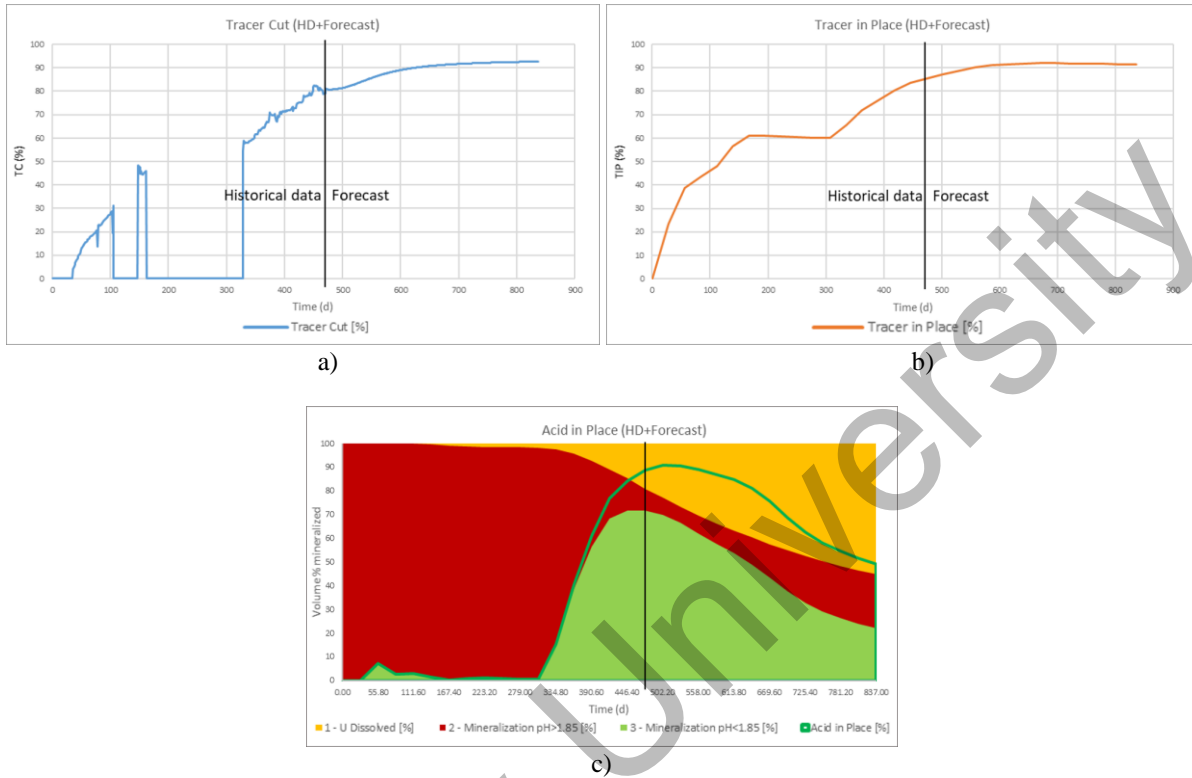 Tracer Cut (HD+Forecast)
100
90
80
70
60
50
40
30
20
10
0
TC (%)
Historical data
Forecast
0 100 200 300 400 500 600 700 800 900
Time (d)
Tracer Cut [%]
a)
Tracer in Place (HD+Forecast)
100
90
80
70
60
50
40
30
20
10
0
TIP (%)
Historical data
Forecast
0 100 200 300 400 500 600 700 800 900
Time (d)
Tracer in Place [%]
b)
Acid in Place (HD+Forecast)
100
90
80
70
60
50
40
30
20
10
0
Volume % mineralized
0.00 55.80 111.60 167.40 223.20 279.00 334.80 390.60 446.40 502.20 558.00 613.80 669.60 725.40 781.20 837.00
Time (d)
1 - U Dissolved [%] 2 - Mineralization pH>1.85 [%] 3 - Mineralization pH<1.85 [%] Acid in Place [%]
c)
University